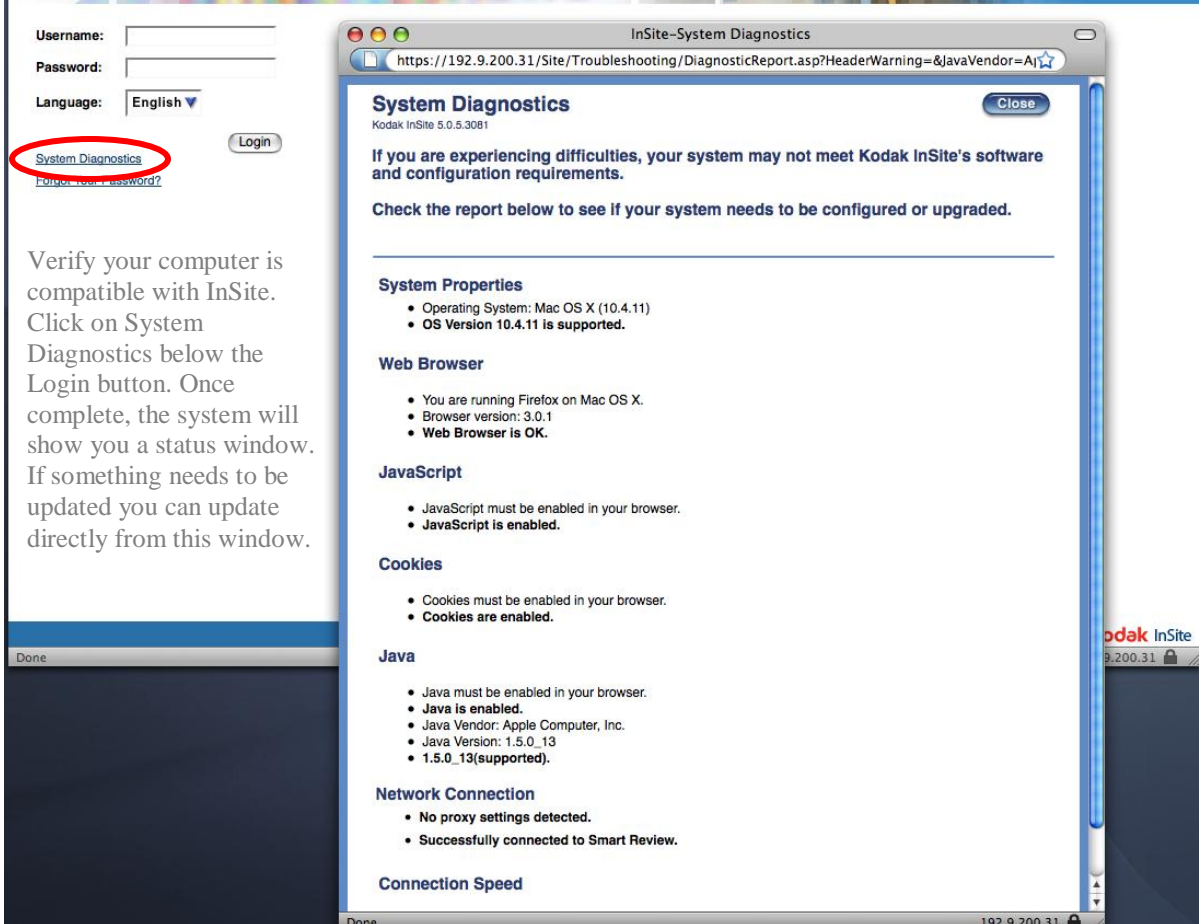 Username:
Password:
Language: English
Login
System Diagnostics
Forgot Your Password?
Verify your computer is
compatible with InSite.
Click on System
Diagnostics below the
Login button. Once
complete, the system will
show you a status window.
If something needs to be
updated you can update
directly from this window.
Done
InSite–System Diagnostics
https://192.9.200.31/Site/Troubleshooting/DiagnosticReport.asp?HeaderWarning=&JavaVendor=Ap
System Diagnostics
Close
Kodak InSite 5.0.5.3081
If you are experiencing difficulties, your system may not meet Kodak InSite's software
and configuration requirements.
Check the report below to see if your system needs to be configured or upgraded.
System Properties
• Operating System: Mac OS X (10.4.11)
• OS Version 10.4.11 is supported.
Web Browser
• You are running Firefox on Mac OS X.
• Browser version: 3.0.1
• Web Browser is OK.
JavaScript
• JavaScript must be enabled in your browser.
• JavaScript is enabled.
Cookies
• Cookies must be enabled in your browser.
• Cookies are enabled.
Java
• Java must be enabled in your browser.
• Java is enabled.
• Java Vendor: Apple Computer, Inc.
• Java Version: 1.5.0_13
• 1.5.0_13(supported).
Network Connection
• No proxy settings detected.
• Successfully connected to Smart Review.
Connection Speed
Done
192.9.200.31
odak InSite
9.200.31